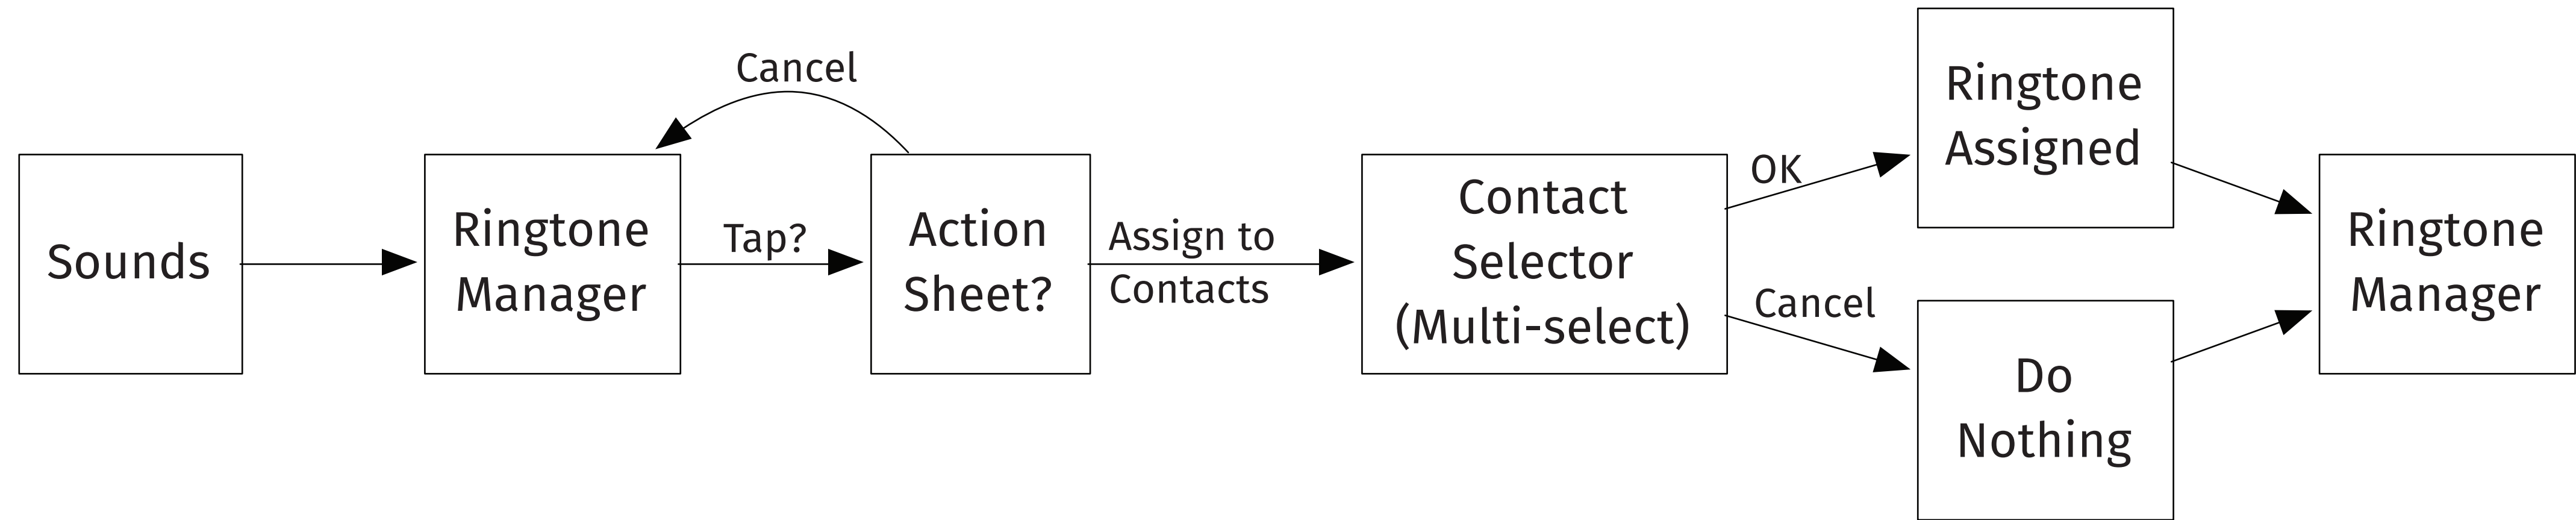 Sounds
Ringtone
Manager
Cancel
Tap?
Action
Sheet?
Assign to
Contacts
Contact
Selector
(Multi-select)
OK
Cancel
Ringtone
Assigned
Do
Nothing
Ringtone
Manager